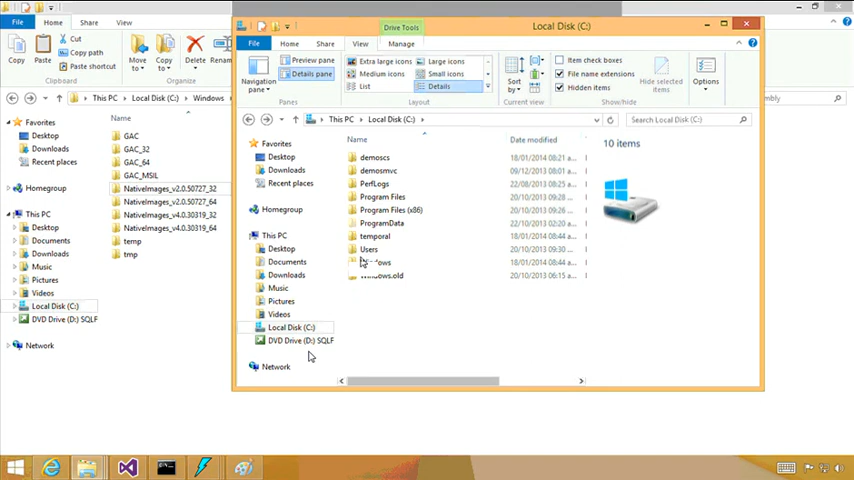 Local Disk (C:)
Drive Tools
File Home Share View
File Home Share View Manage
Copy
Paste
Cut
Copy path
Paste shortcut
Clipboard
Move to
Copy to
Delete
Organize
Navigation pane
Preview pane
Details pane
Panes
Extra large icons Large icons
Medium icons Small icons
List Details
Layout
Sort by
Current view
Item check boxes
File name extensions
Hidden items
Hide selected items
Show/hide
Options
This PC Local Disk (C:) Windows
This PC Local Disk (C:)
Search Local Disk (C:)
Favorites
Desktop
Downloads
Recent places
Homegroup
This PC
Desktop
Documents
Downloads
Music
Pictures
Videos
Local Disk (C:)
DVD Drive (D:) SQLF
Network
Name
GAC
GAC_32
GAC_64
GAC_MSIL
NativeImages_v2.0.50727_32
NativeImages_v2.0.50727_64
NativeImages_v4.0.30319_32
NativeImages_v4.0.30319_64
temp
tmp
Favorites
Desktop
Downloads
Recent places
Homegroup
This PC
Desktop
Documents
Downloads
Music
Pictures
Videos
Local Disk (C:)
DVD Drive (D:) SQLF
Network
Name Date modified
democs 18/01/2014 08:21 a...
demosmvc 09/12/2013 08:01 a...
PerfLogs 22/08/2013 08:25 a...
Program Files 20/10/2013 09:26 a...
Program Files (x86) 20/10/2013 09:26 a...
ProgramData
temporal 18/01/2014 08:44 a...
Users 20/10/2013 09:30 a...
18/01/2014 08:44 a...
Windows.old 20/10/2013 06:15 a...
10 items